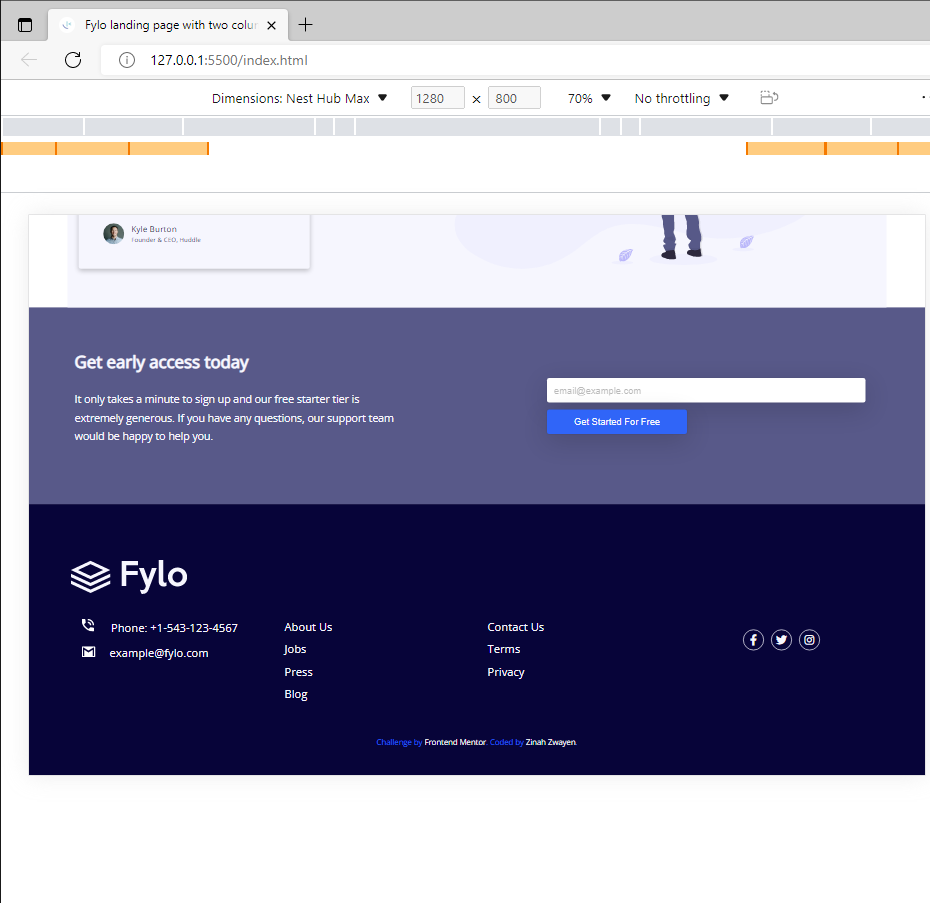 Fylo landing page with two colu
127.0.0.1:5500/index.html
Dimensions: Nest Hub Max 1280 × 800 70% No throttling
Kyle Burton
Founder & CEO, Huddle
Get early access today
It only takes a minute to sign up and our free starter tier is
extremely generous. If you have any questions, our support team
would be happy to help you.
email@example.com
Get Started For Free
Fylo
Phone: +1-543-123-4567
example@fylo.com
About Us
Jobs
Press
Blog
Contact Us
Terms
Privacy
Challenge by Frontend Mentor. Coded by Zinah Zwayen.